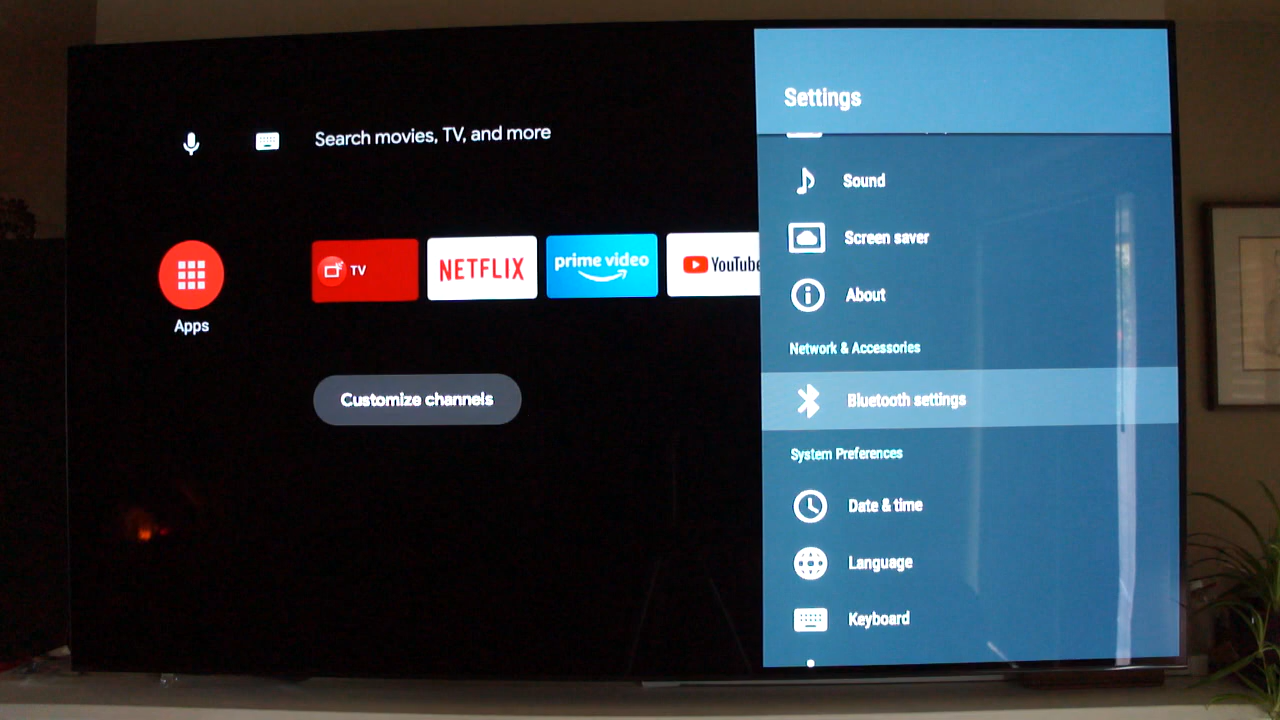 Search movies, TV, and more
TV
NETFLIX
prime video
YouTube
Apps
Customize channels
Settings
Sound
Screen saver
About
Network & Accessories
Bluetooth settings
System Preferences
Date & time
Language
Keyboard